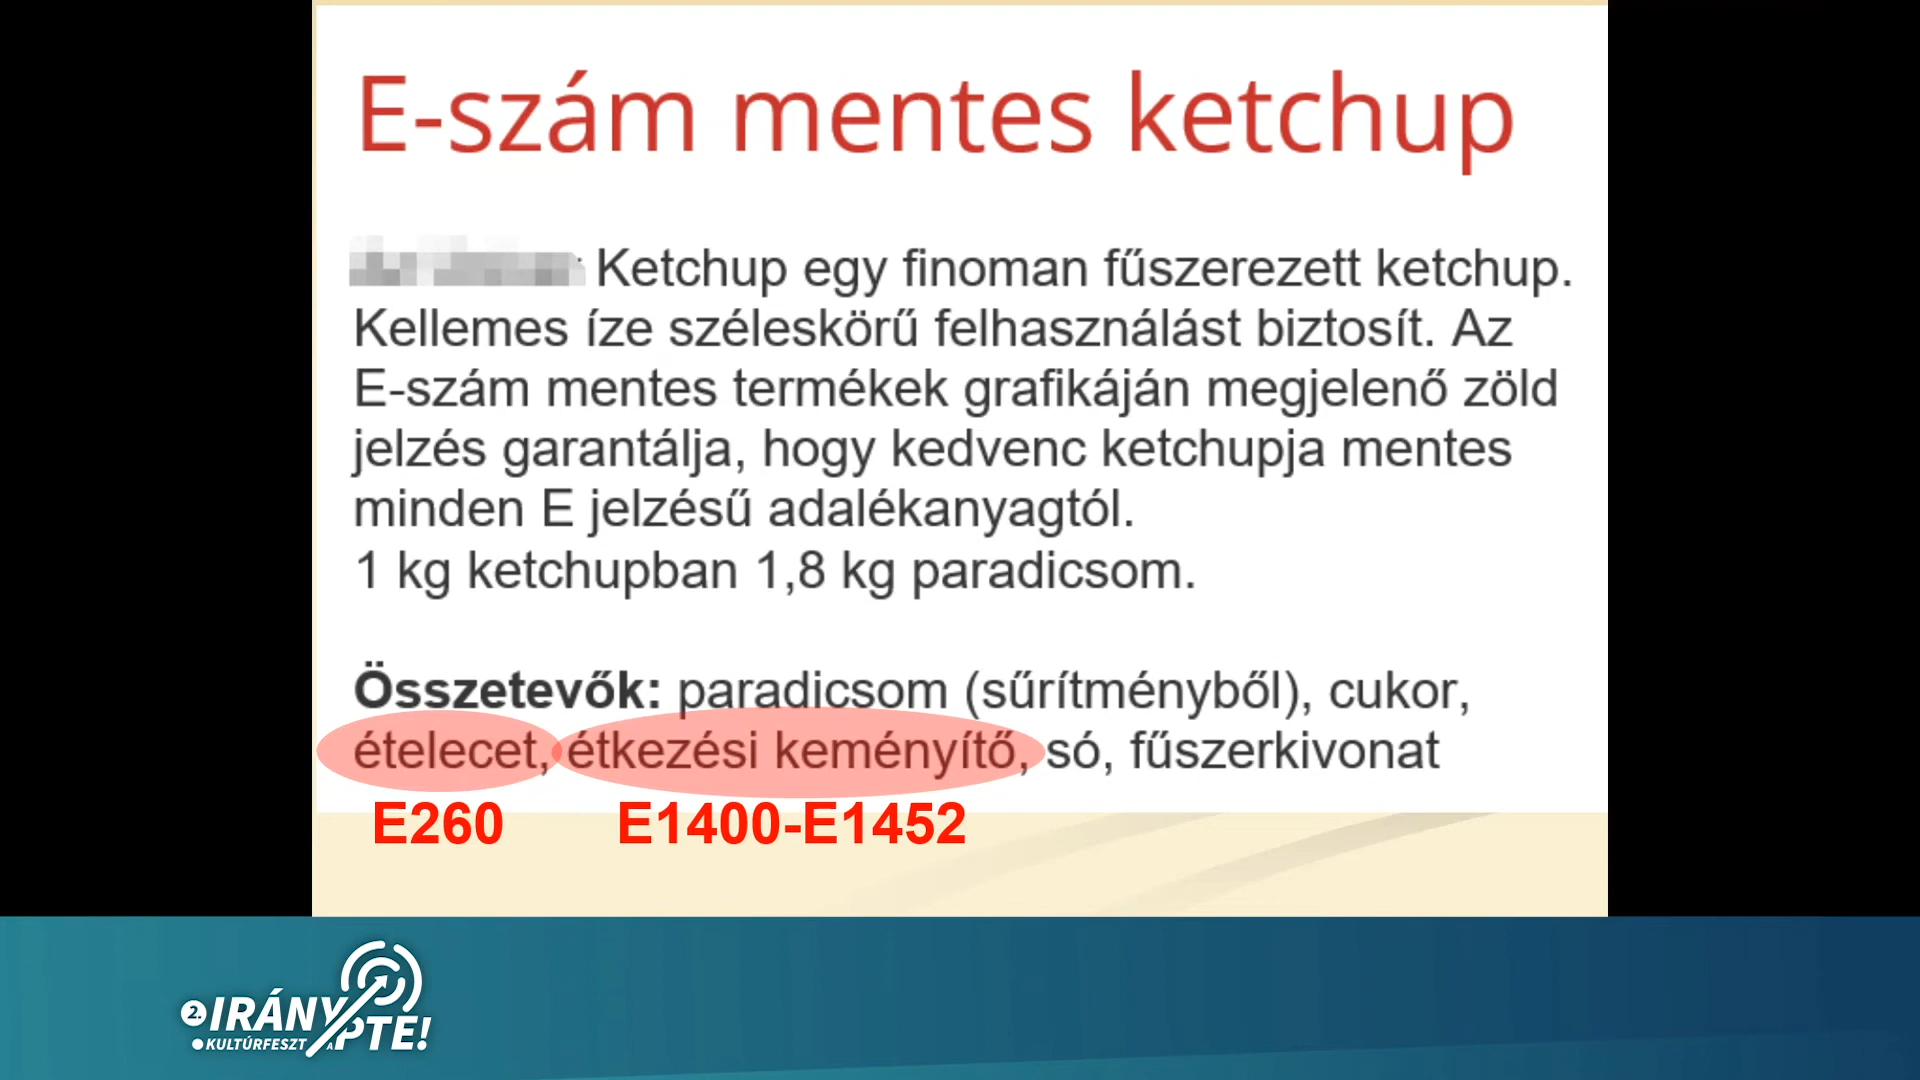 E-szám mentes ketchup
Ketchup egy finoman fűszerezett ketchup.
Kellemes íze széleskörű felhasználást biztosít. Az
E-szám mentes termékek grafikáján megjelenő zöld
jelzés garantálja, hogy kedvenc ketchupja mentes
minden E jelzésű adalékanyagtól.
1 kg ketchupban 1,8 kg paradicsom.
Összetevők: paradicsom (sűrítményből), cukor,
ételecet, étkezési keményítő, só, fűszerkivonat
E260 E1400-E1452
2. IRÁNY A PTE!
KULTÚRFESZT